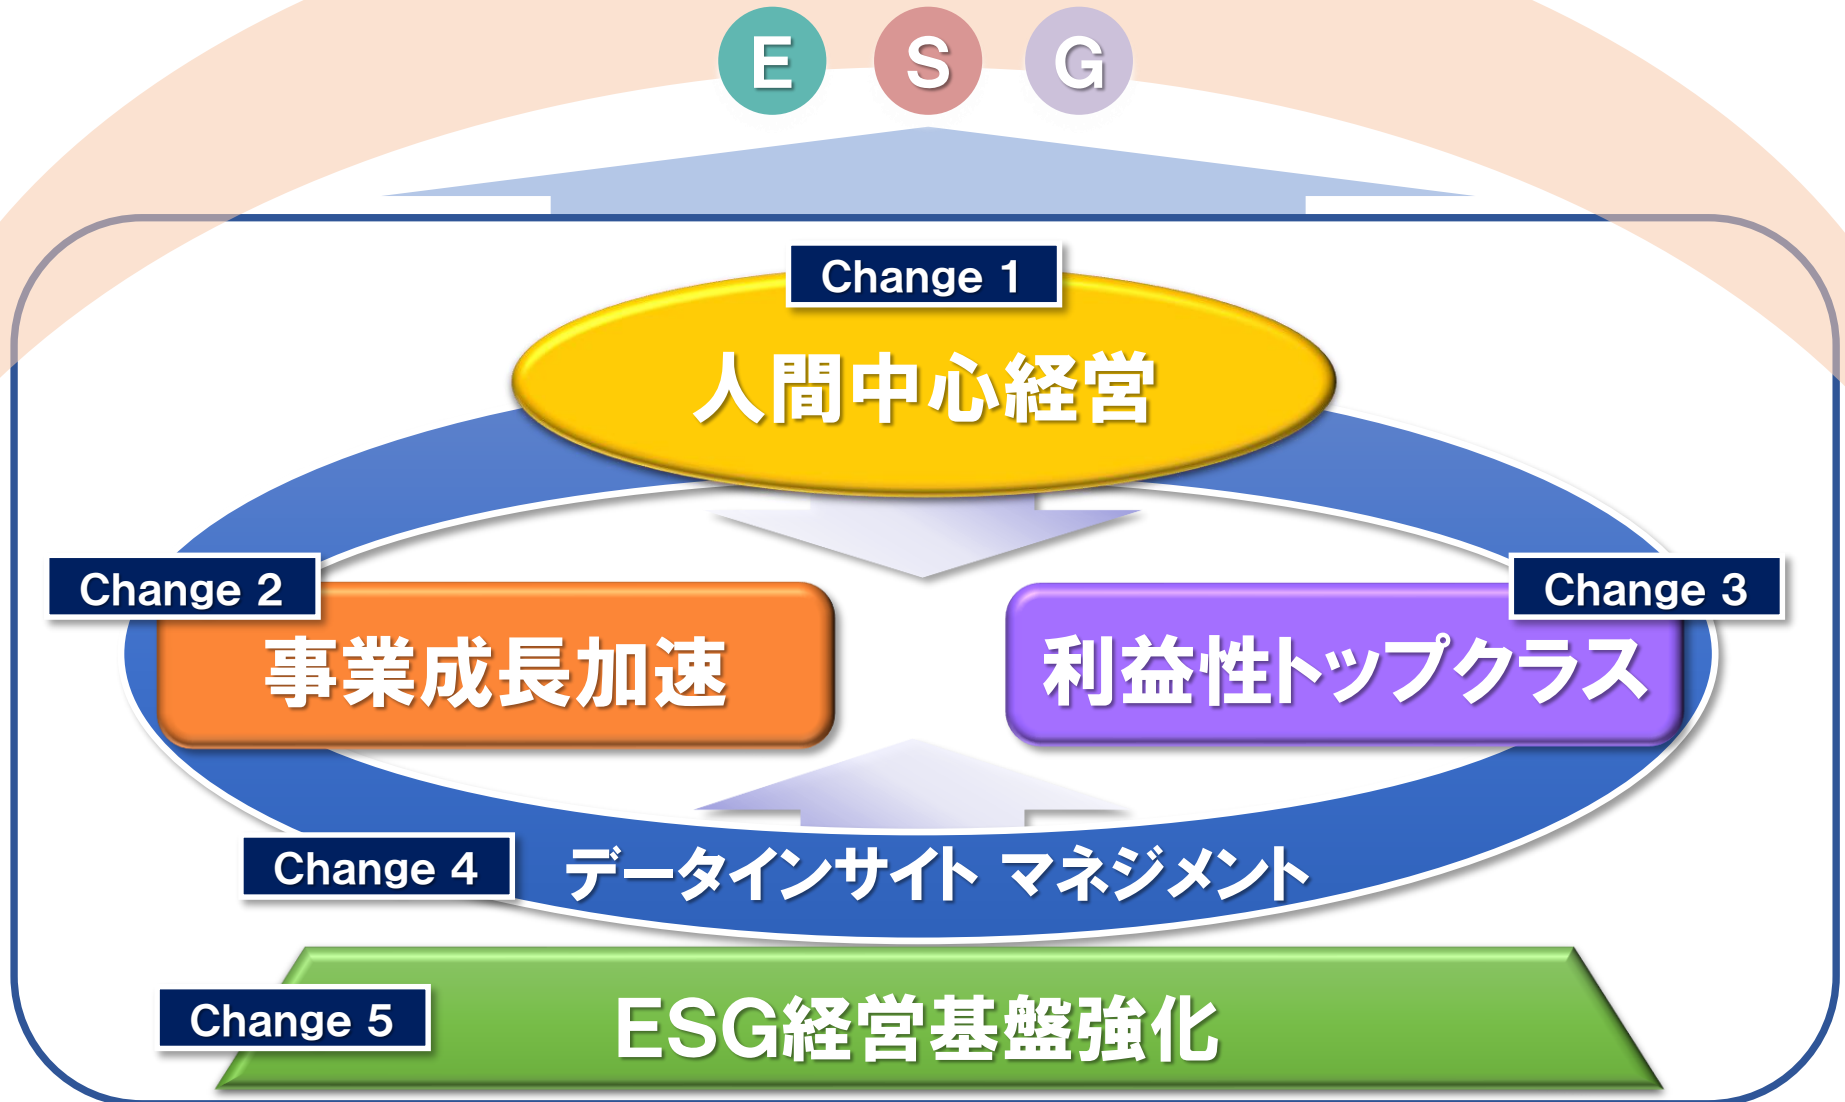 E S G
Change 1
人間中心経営
Change 2
事業成長加速
Change 3
利益性トップクラス
Change 4
データインサイト マネジメント
Change 5
ESG経営基盤強化